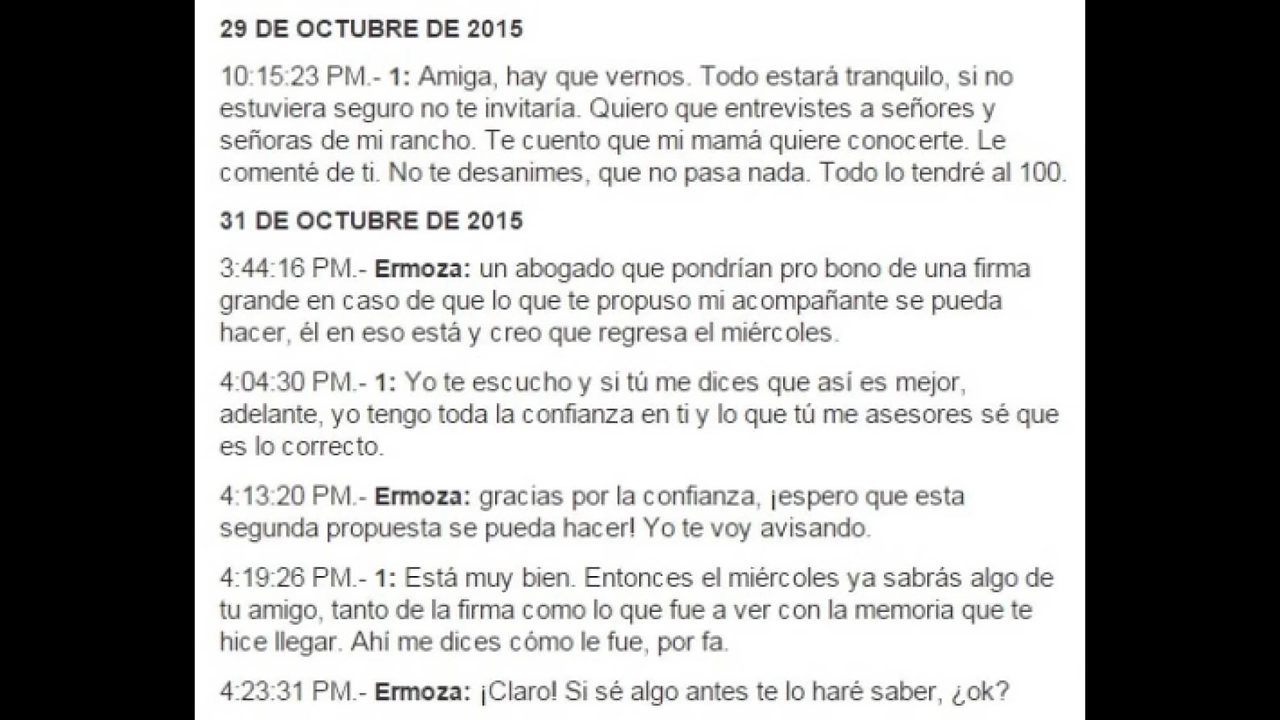 29 DE OCTUBRE DE 2015
10:15:23 PM.- 1: Amiga, hay que vernos. Todo estará tranquilo, si no
estuviera seguro no te invitaría. Quiero que entrevistes a señores y
señoras de mi rancho. Te cuento que mi mamá quiere conocerte. Le
comenté de ti. No te desanimes, que no pasa nada. Todo lo tendré al 100.
31 DE OCTUBRE DE 2015
3:44:16 PM.- Ermoza: un abogado que pondrían pro bono de una firma
grande en caso de que lo que te propuso mi acompañante se pueda
hacer, él en eso está y creo que regresa el miércoles.
4:04:30 PM.- 1: Yo te escucho y si tú me dices que así es mejor,
adelante, yo tengo toda la confianza en ti y lo que tú me asesores sé que
es lo correcto.
4:13:20 PM.- Ermoza: gracias por la confianza, ¡espero que esta
segunda propuesta se pueda hacer! Yo te voy avisando.
4:19:26 PM.- 1: Está muy bien. Entonces el miércoles ya sabrás algo de
tu amigo, tanto de la firma como lo que fue a ver con la memoria que te
hice llegar. Ahí me dices cómo le fue, por fa.
4:23:31 PM.- Ermoza: ¡Claro! Si sé algo antes te lo haré saber, ¿ok?